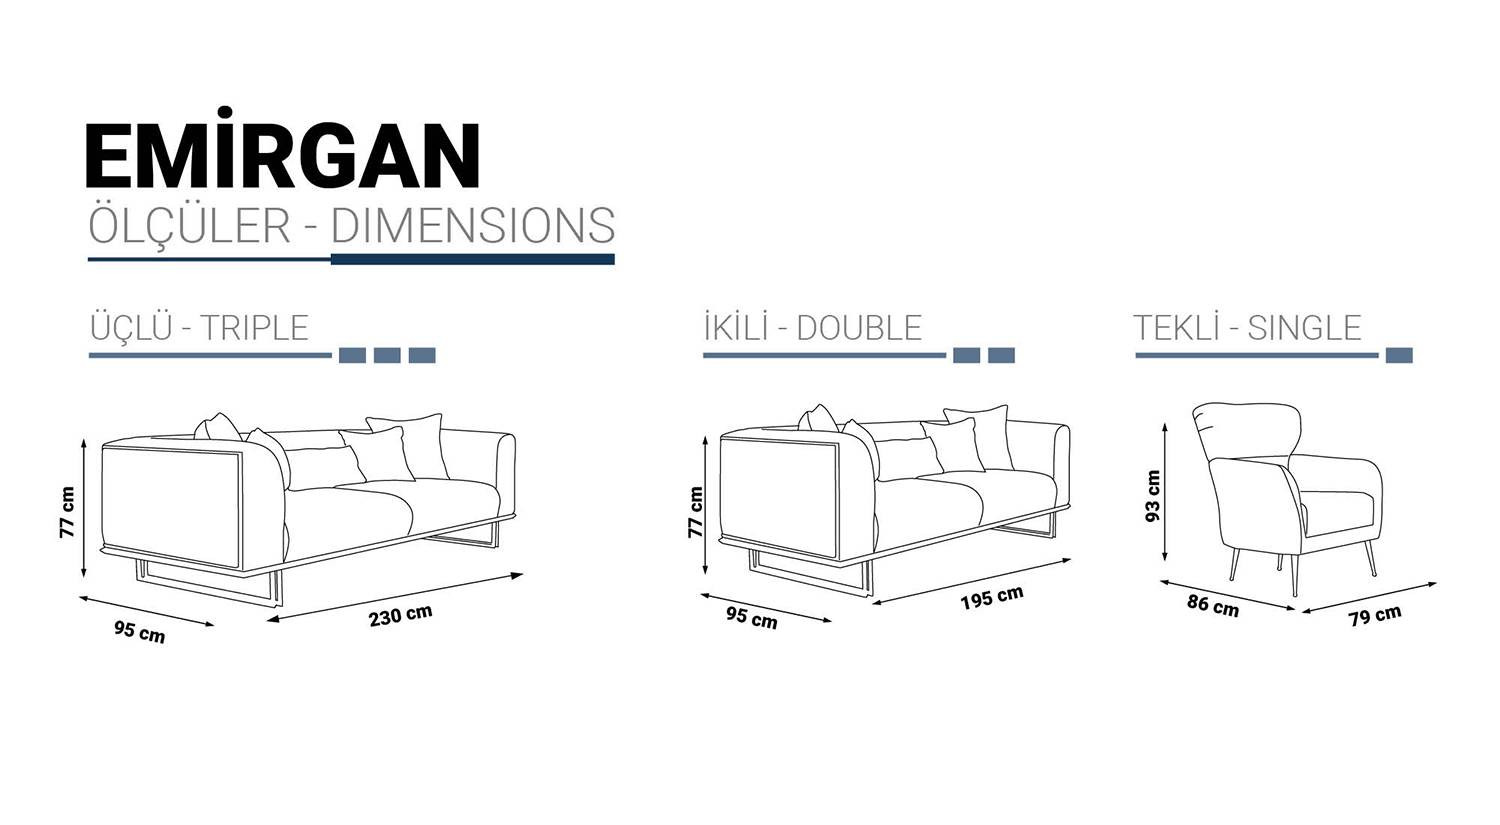 EMİRGAN
ÖLÇÜLER - DIMENSIONS
ÜÇLÜ - TRIPLE
77 cm
95 cm
230 cm
İKİLİ - DOUBLE
77 cm
95 cm
195 cm
TEKLİ - SINGLE
93 cm
86 cm
79 cm